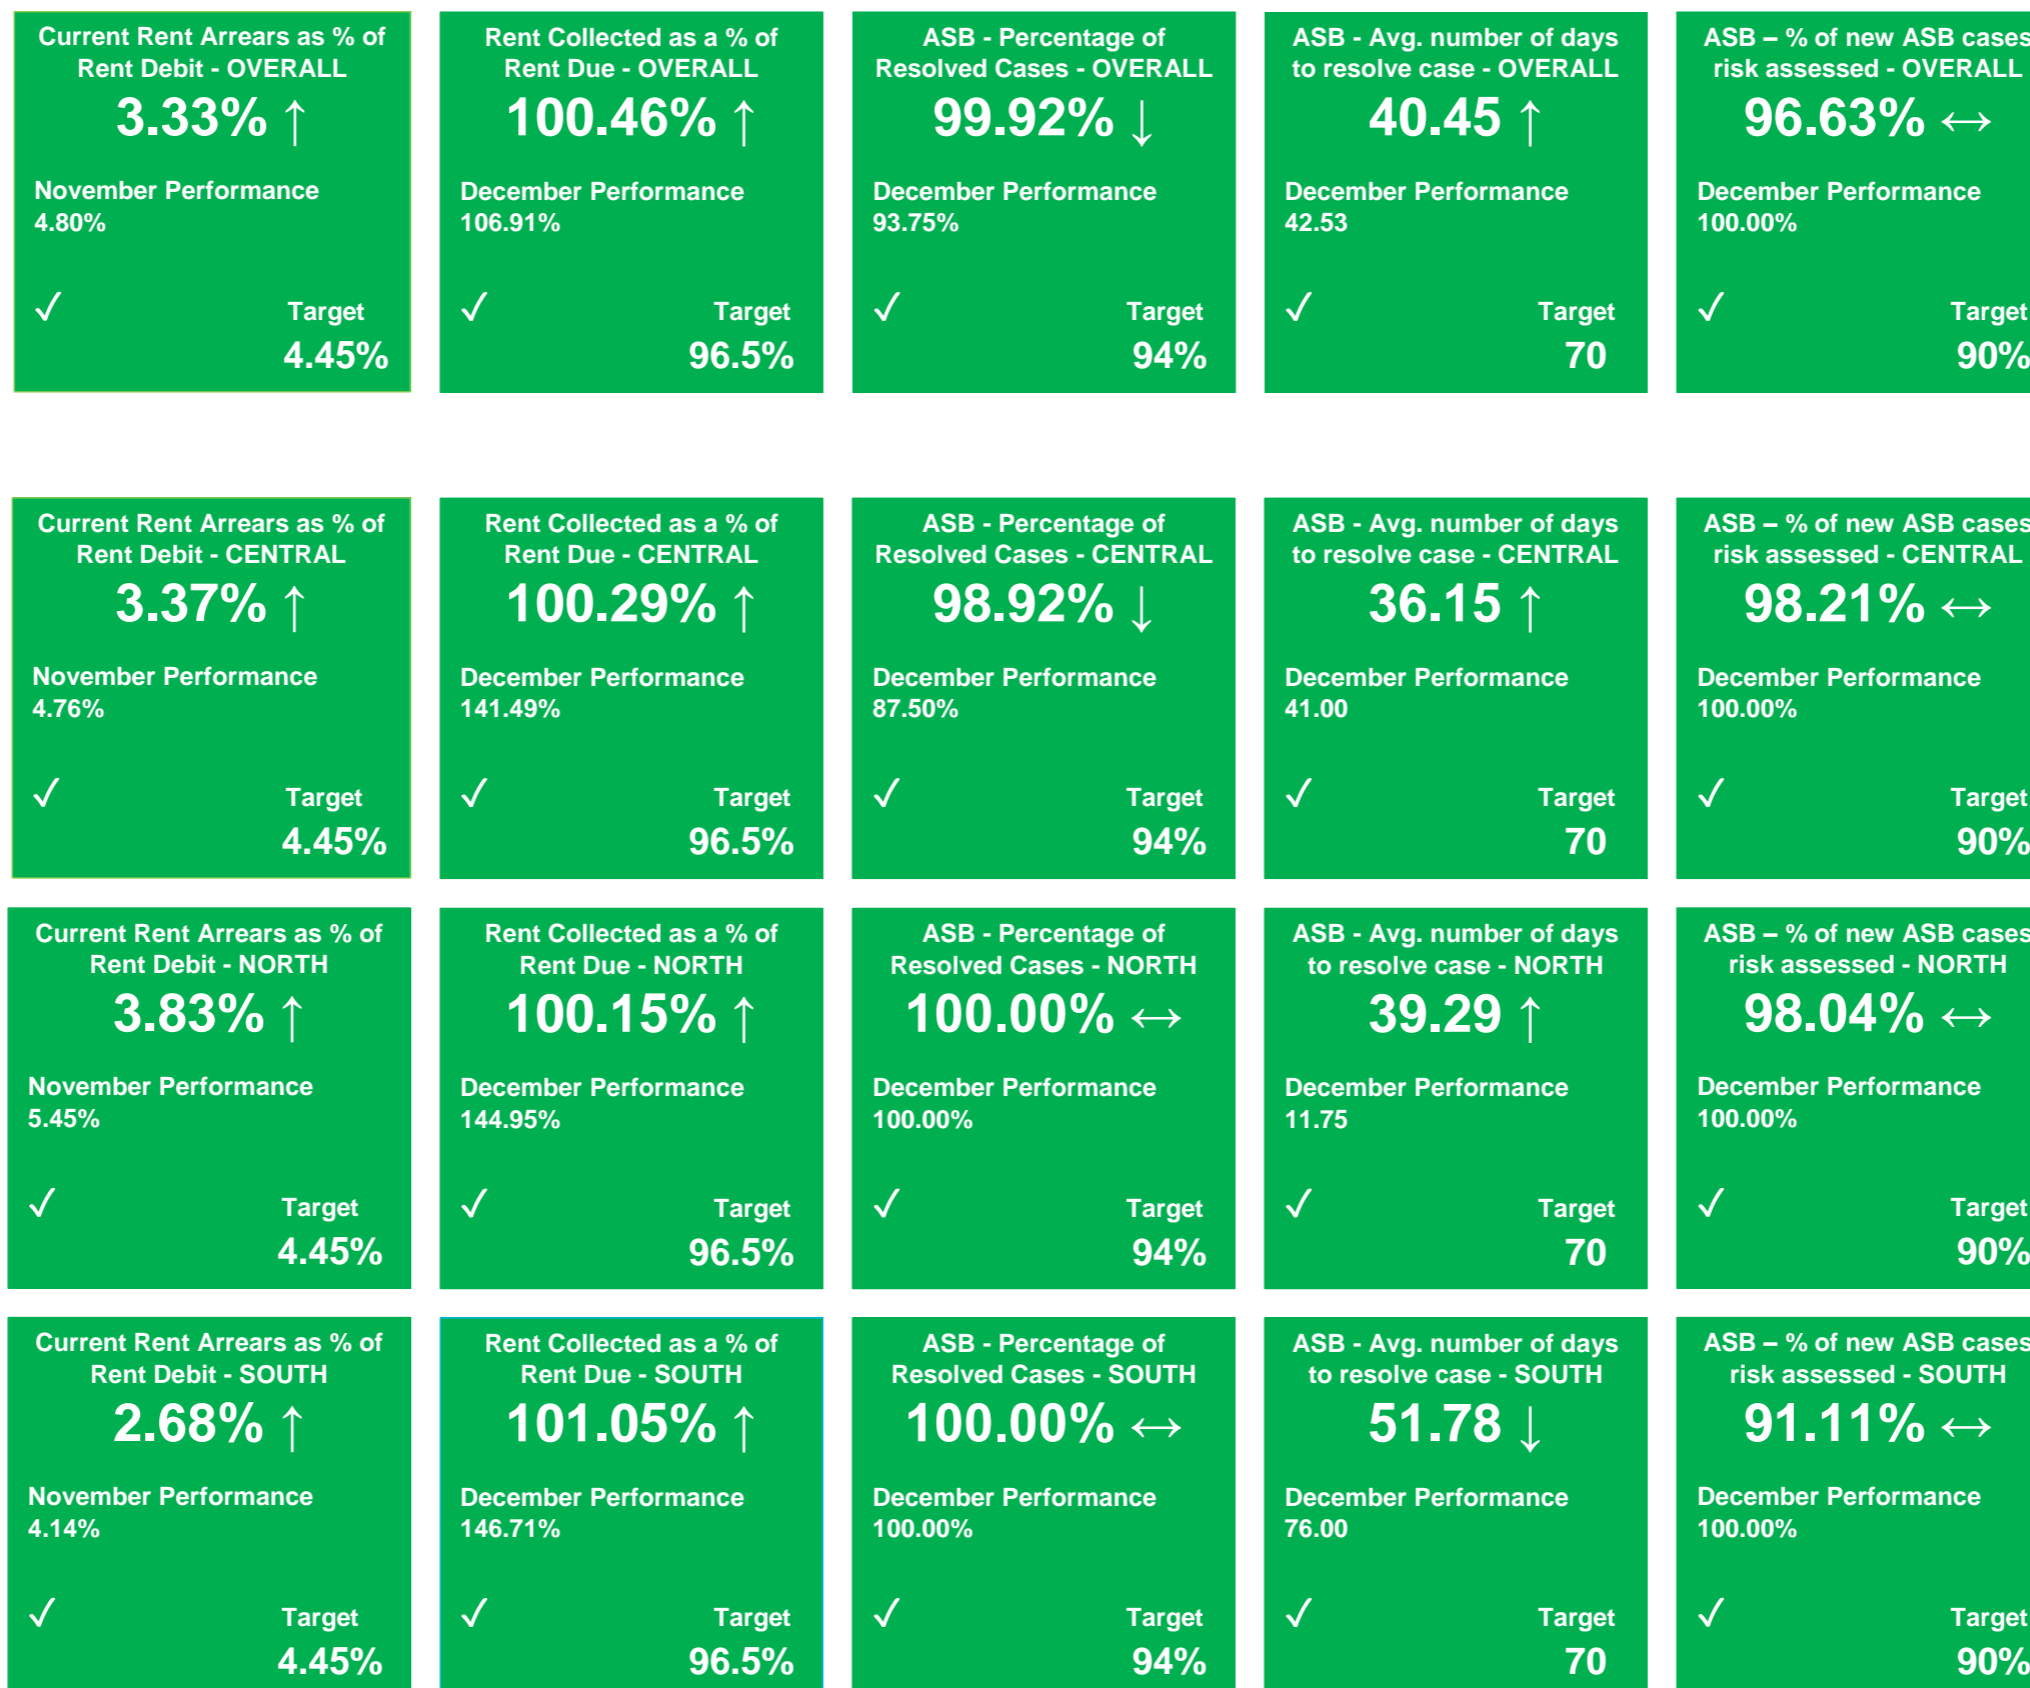 Current Rent Arrears as % of
Rent Debit - OVERALL
3.33% ↑
November Performance
4.80%
✓ Target
4.45%
Rent Collected as a % of
Rent Due - OVERALL
100.46% ↑
December Performance
106.91%
✓ Target
96.5%
ASB - Percentage of
Resolved Cases - OVERALL
99.92% ↓
December Performance
93.75%
✓ Target
94%
ASB - Avg. number of days
to resolve case - OVERALL
40.45 ↑
December Performance
42.53
✓ Target
70
ASB – % of new ASB cases
risk assessed - OVERALL
96.63% ↔
December Performance
100.00%
✓ Target
90%
Current Rent Arrears as % of
Rent Debit - CENTRAL
3.37% ↑
November Performance
4.76%
✓ Target
4.45%
Rent Collected as a % of
Rent Due - CENTRAL
100.29% ↑
December Performance
141.49%
✓ Target
96.5%
ASB - Percentage of
Resolved Cases - CENTRAL
98.92% ↓
December Performance
87.50%
✓ Target
94%
ASB - Avg. number of days
to resolve case - CENTRAL
36.15 ↑
December Performance
41.00
✓ Target
70
ASB – % of new ASB cases
risk assessed - CENTRAL
98.21% ↔
December Performance
100.00%
✓ Target
90%
Current Rent Arrears as % of
Rent Debit - NORTH
3.83% ↑
November Performance
5.45%
✓ Target
4.45%
Rent Collected as a % of
Rent Due - NORTH
100.15% ↑
December Performance
144.95%
✓ Target
96.5%
ASB - Percentage of
Resolved Cases - NORTH
100.00% ↔
December Performance
100.00%
✓ Target
94%
ASB - Avg. number of days
to resolve case - NORTH
39.29 ↑
December Performance
11.75
✓ Target
70
ASB – % of new ASB cases
risk assessed - NORTH
98.04% ↔
December Performance
100.00%
✓ Target
90%
Current Rent Arrears as % of
Rent Debit - SOUTH
2.68% ↑
November Performance
4.14%
✓ Target
4.45%
Rent Collected as a % of
Rent Due - SOUTH
101.05% ↑
December Performance
146.71%
✓ Target
96.5%
ASB - Percentage of
Resolved Cases - SOUTH
100.00% ↔
December Performance
100.00%
✓ Target
94%
ASB - Avg. number of days
to resolve case - SOUTH
51.78 ↓
December Performance
76.00
✓ Target
70
ASB – % of new ASB cases
risk assessed - SOUTH
91.11% ↔
December Performance
100.00%
✓ Target
90%